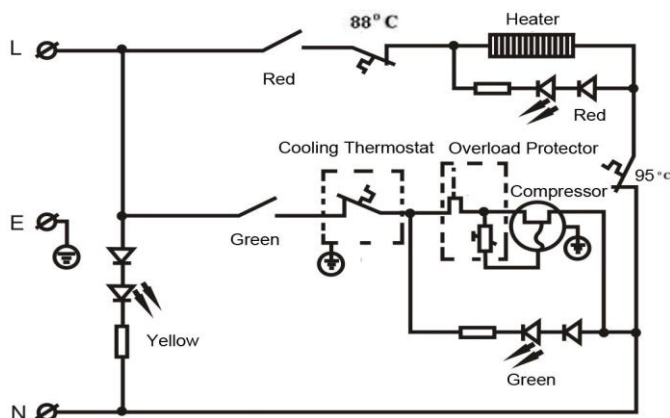 88°C
Heater
L
Red
Red
Cooling Thermostat
Overload Protector
95°C
Compressor
E
Green
Yellow
Green
N